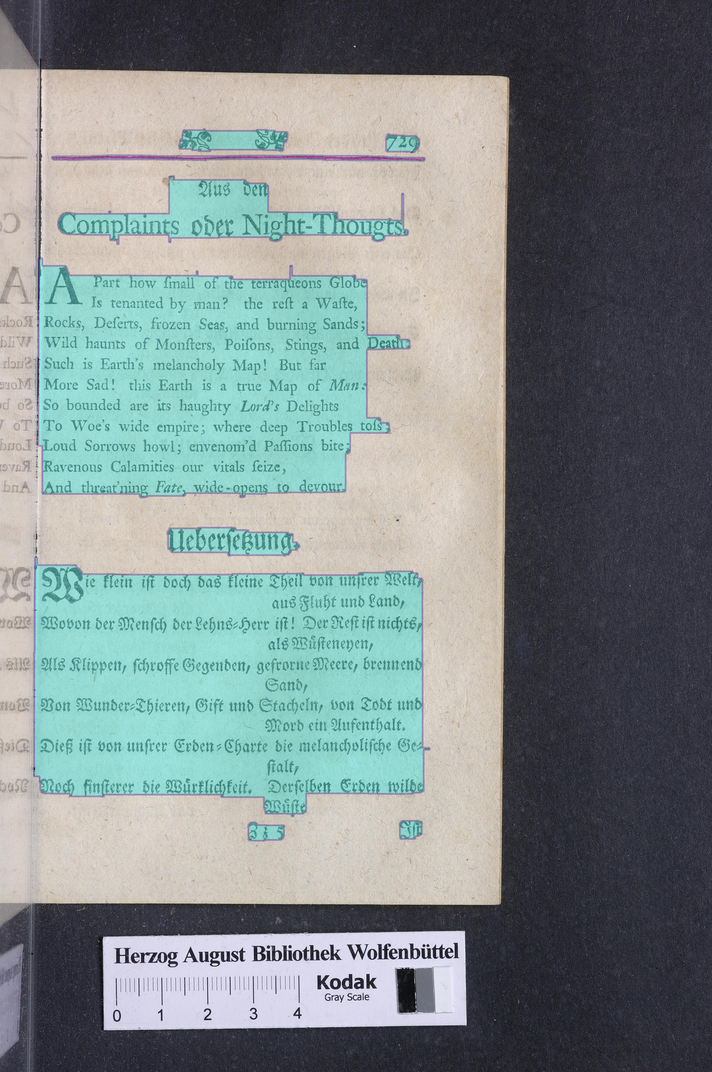 729
Aus den
Complaints oder Night-Thougts.
A Part how ſmall of the terraqueons Globe
Is tenanted by man? the reſt a Waſte,
Rocks, Deſerts, frozen Seas, and burning Sands;
Wild haunts of Monſters, Poiſons, Stings, and Death:
Such is Earth's melancholy Map! But far
More Sad! this Earth is a true Map of Man:
So bounded are its haughty Lord's Delights
To Woe's wide empire; where deep Troubles toſs;
Loud Sorrows howl; envenom'd Paſſions bite;
Ravenous Calamities our vitals ſeize,
And threat'ning Fate, wide-opens to devour.
Ueberſetzung.
Wie klein iſt doch das kleine Theil von unſrer Welt,
aus Fluht und Land,
Wovon der Menſch der Lehns-Herr iſt! Der Reſt iſt nichts,
als Wüſteneyen,
Als Klippen, ſchroffe Gegenden, gefrorne Meere, brennend
Sand,
Von Wunder-Thieren, Gift und Stacheln, von Todt und
Mord ein Aufenthalt.
Dieß iſt von unſrer Erden-Charte die melancholiſche Ge-
ſtalt,
Noch finſterer die Würklichkeit. Derſelben Erden wilde
Wüſte
Z z 5
Iſt
Herzog August Bibliothek Wolfenbüttel
Kodak
Gray Scale
0 1 2 3 4